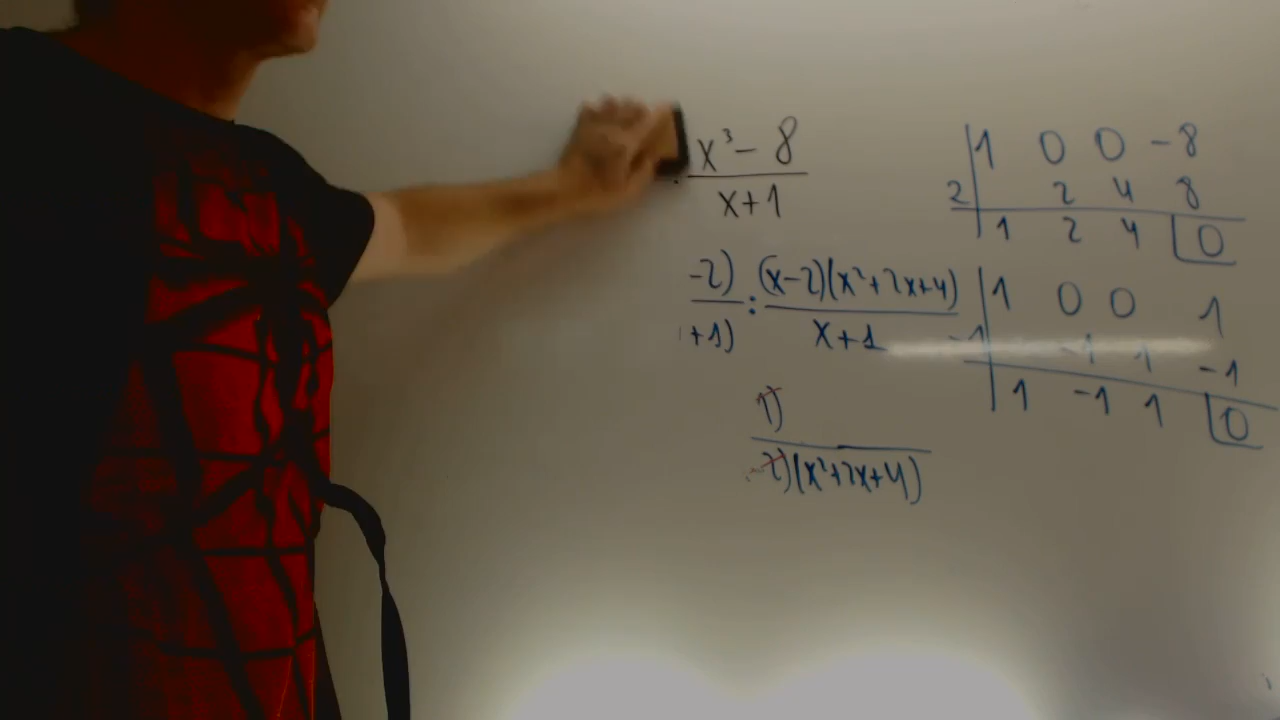 x³ - 8
x+1
-2) : (x-2)(x²+2x+4)
+1) x+1
1)
-2)(x²+2x+4)
1 0 0 -8
2 2 4 8
1 2 4 0
1 0 0 1
-1 -1 1 -1
1 -1 1 0